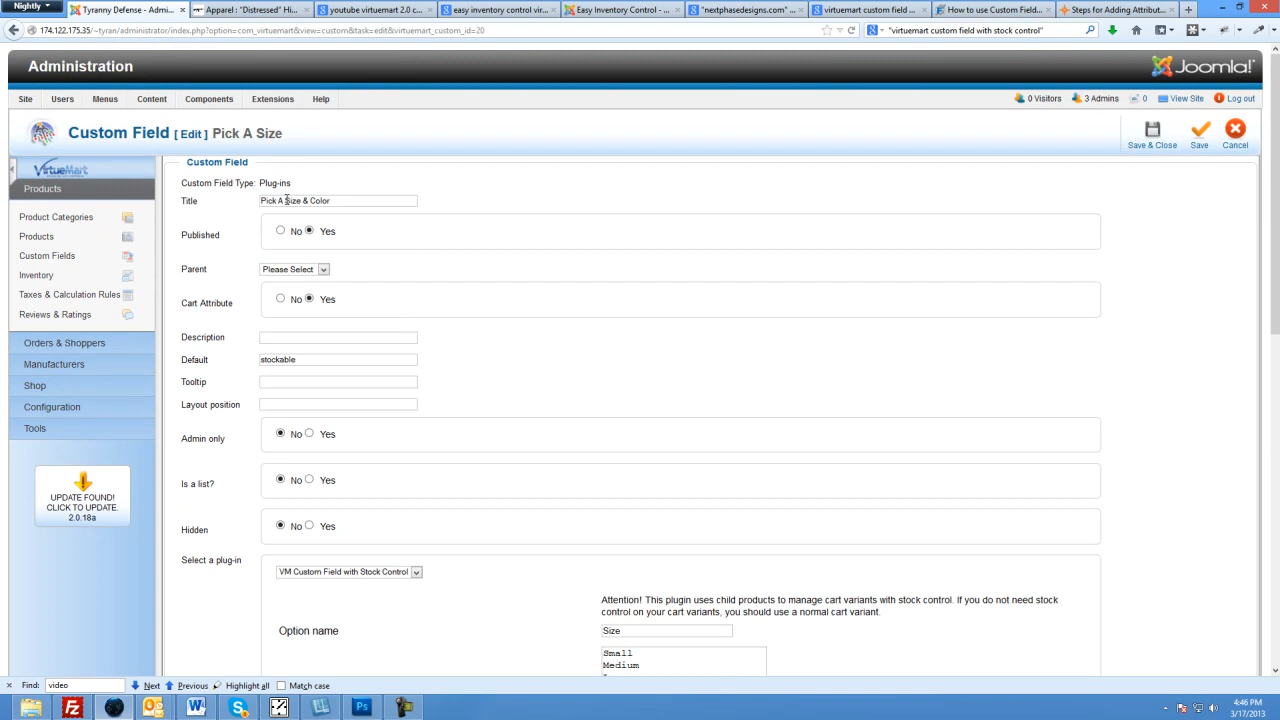 Nightly
Tyranny Defense - Admi...
Apparel : "Distressed" Hi...
youtube virtuemart 2.0 c...
easy inventory control vir...
Easy Inventory Control - ...
"nextphasedesigns.com" ...
virtuemart custom field ...
How to use Custom Field...
Steps for Adding Attribut...
174.122.175.35/~tyran/administrator/index.php?option=com_virtuemart&view=custom&task=edit&virtuemart_custom_id=20
"virtuemart custom field with stock control"
Administration
Joomla!
Site Users Menus Content Components Extensions Help
0 Visitors 3 Admins 0 View Site Log out
Custom Field [ Edit ] Pick A Size
Save & Close Save Cancel
VirtueMart
Products
Product Categories
Products
Custom Fields
Inventory
Taxes & Calculation Rules
Reviews & Ratings
Orders & Shoppers
Manufacturers
Shop
Configuration
Tools
UPDATE FOUND!
CLICK TO UPDATE.
2.0.18a
Custom Field
Custom Field Type: Plug-ins
Title Pick A Size & Color
Published No Yes
Parent Please Select
Cart Attribute No Yes
Description
Default stockable
Tooltip
Layout position
Admin only No Yes
Is a list? No Yes
Hidden No Yes
Select a plug-in
VM Custom Field with Stock Control
Attention! This plugin uses child products to manage cart variants with stock control. If you do not need stock
control on your cart variants, you should use a normal cart variant.
Option name Size
Small
Medium
Find: video Next Previous Highlight all Match case
4:46 PM
3/17/2013